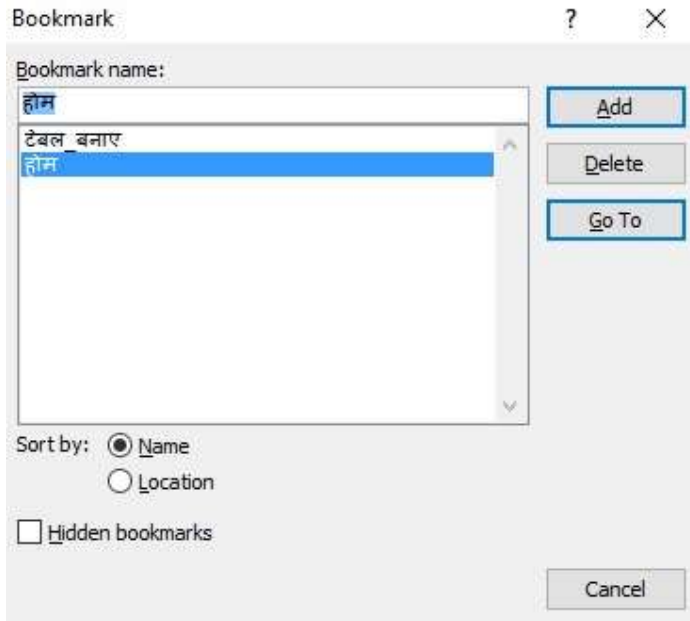 Bookmark ? ×
Bookmark name:
होम
Add
टेबल_बनाए
होम
Delete
Go To
Sort by: Name
Location
Hidden bookmarks
Cancel